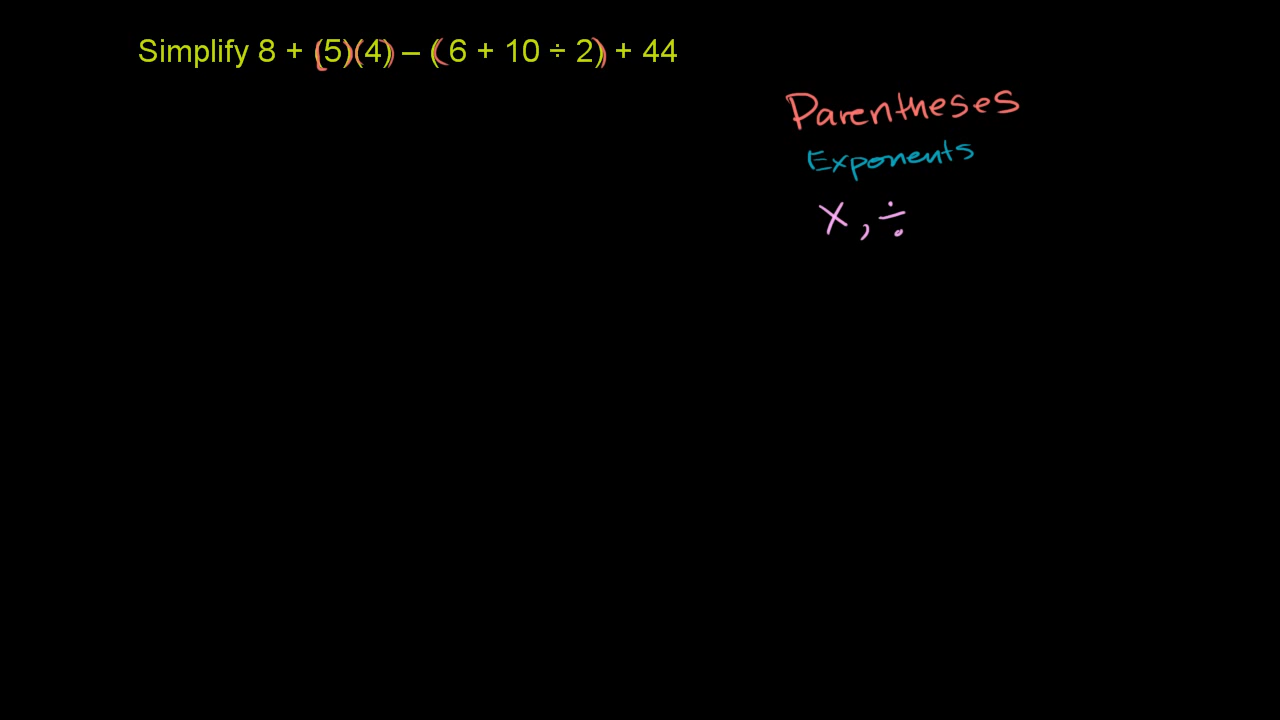 Simplify 8 + (5)(4) – (6 + 10 ÷ 2) + 44
Parentheses
Exponents
x, ÷